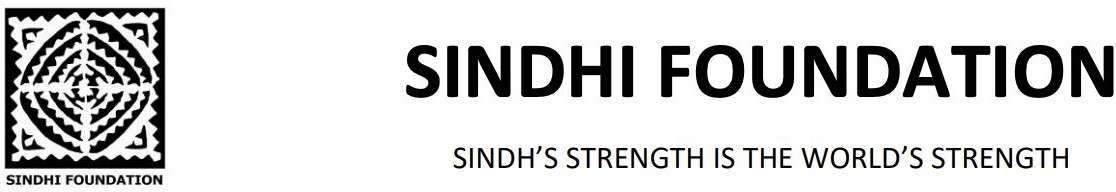 SINDHI FOUNDATION
SINDH’S STRENGTH IS THE WORLD’S STRENGTH
SINDHI FOUNDATION